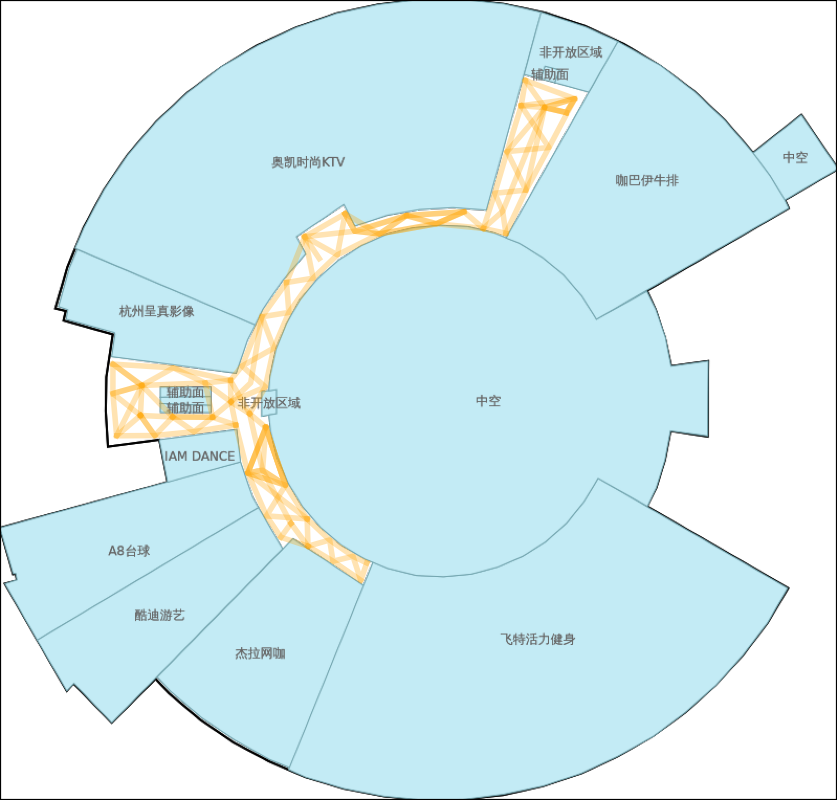 非开放区域
辅助面
中空
奥凯时尚KTV
咖巴伊牛排
杭州呈真影像
辅助面
辅助面
非开放区域
中空
IAM DANCE
A8台球
酷迪游艺
杰拉网咖
飞特活力健身